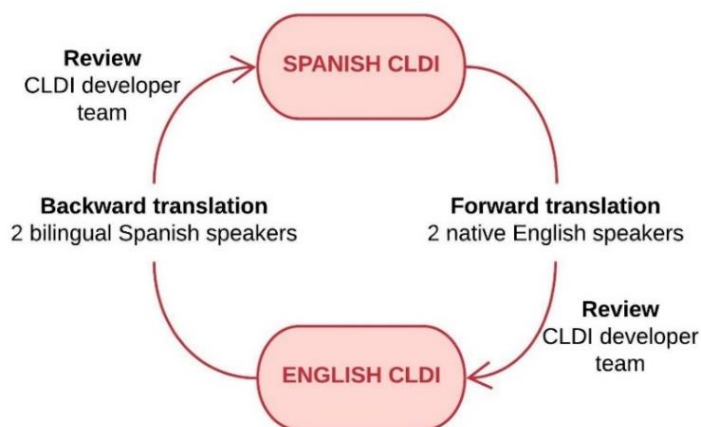 SPANISH CLDI
Review
CLDI developer
team
Backward translation
2 bilingual Spanish speakers
Forward translation
2 native English speakers
Review
CLDI developer
team
ENGLISH CLDI